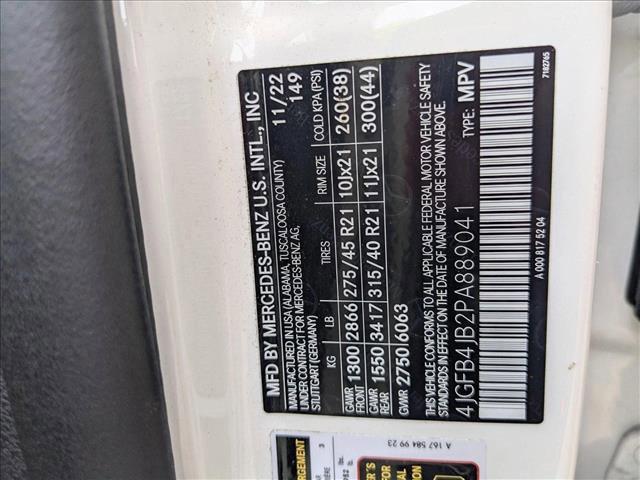 MFD BY MERCEDES-BENZ U.S. INTL., INC
MANUFACTURED IN USA (ALABAMA, TUSCALOOSA COUNTY) 11/22
UNDER CONTRACT FOR MERCEDES-BENZ AG, 149
STUTTGART (GERMANY)
KG LB TIRES RIM SIZE COLD KPA (PSI)
GAWR FRONT 1300 2866 275/45 R21 10Jx21 260(38)
GAWR REAR 1550 3417 315/40 R21 11Jx21 300(44)
GVWR 2750 6063
THIS VEHICLE CONFORMS TO ALL APPLICABLE FEDERAL MOTOR VEHICLE SAFETY
STANDARDS IN EFFECT ON THE DATE OF MANUFACTURE SHOWN ABOVE.
4JGFB4JB2PA889041 TYPE: MPV
A 000 817 52 04
7182765
A 167 584 99 23